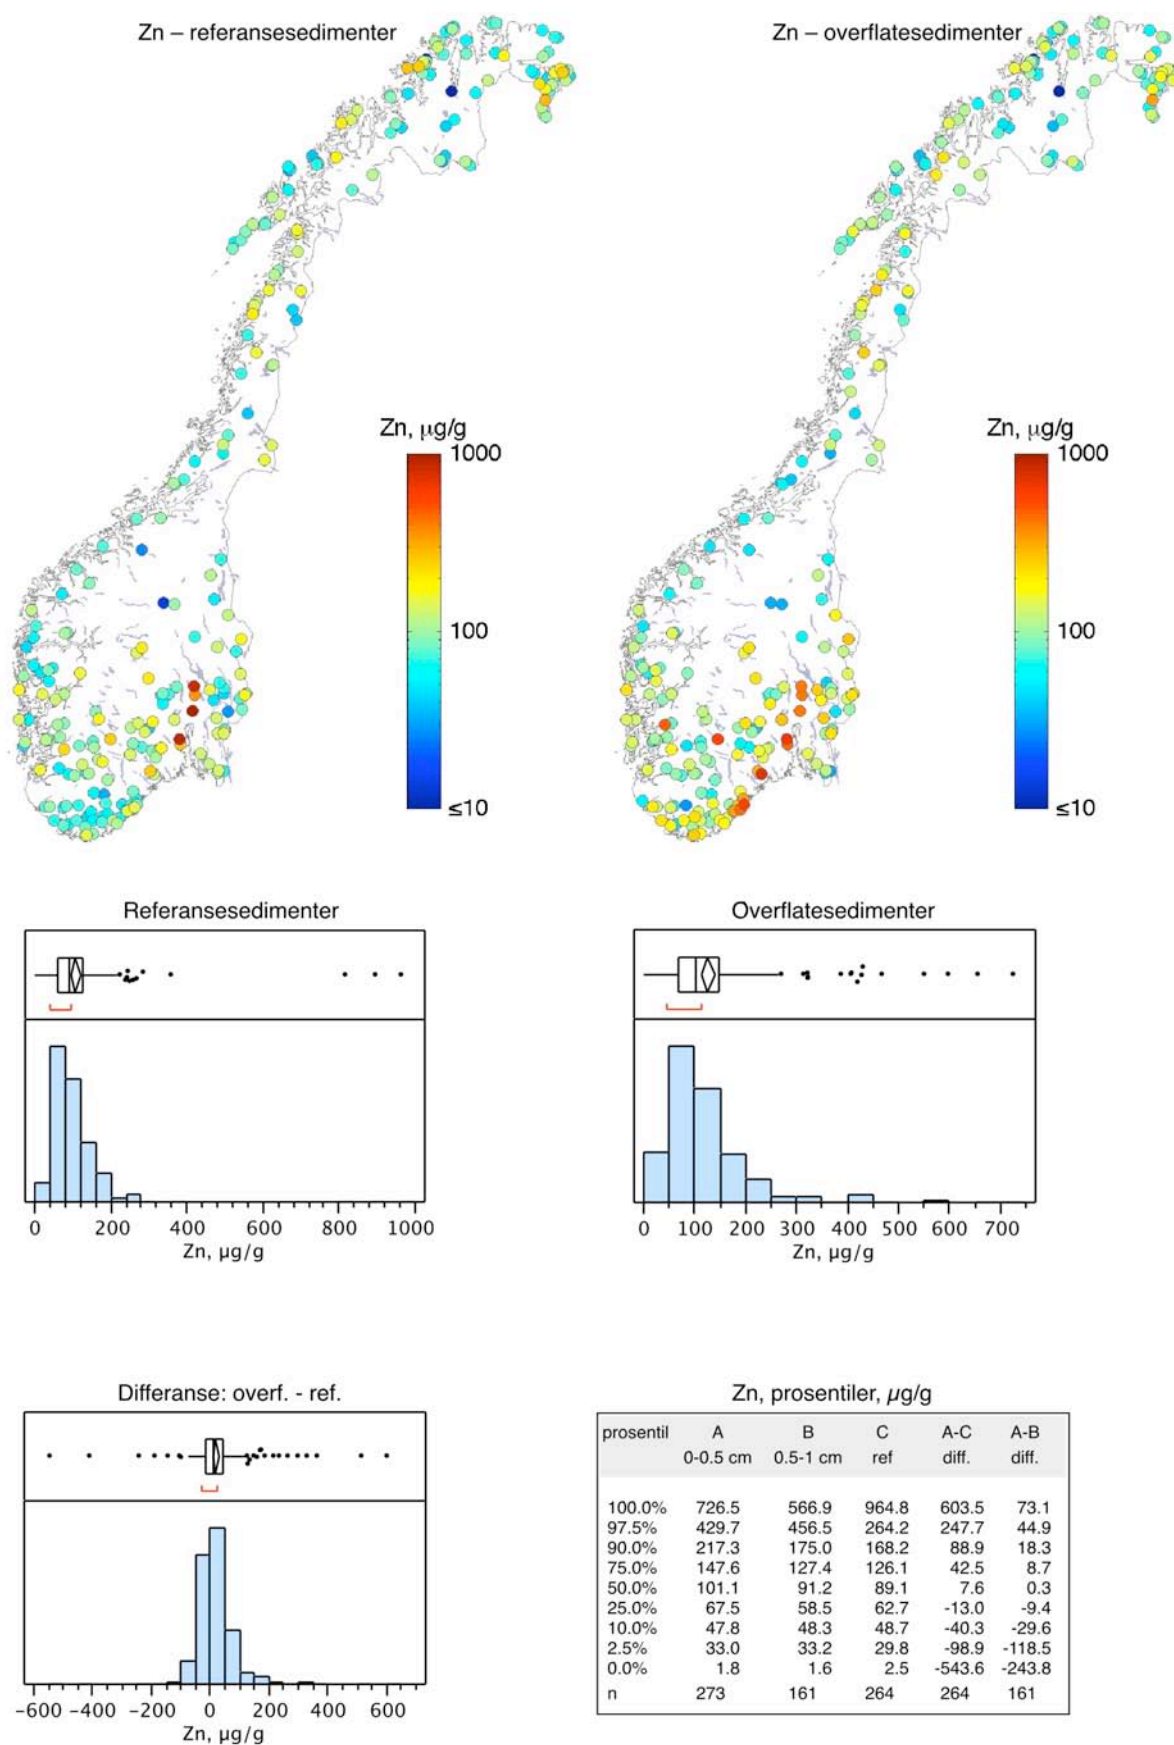 Zn – referansesedimenter
Zn – overflatesedimenter
Zn, µg/g
1000
100
≤10
Zn, µg/g
1000
100
≤10
Referansesedimenter
0 200 400 600 800 1000
Zn, µg/g
Overflatesedimenter
0 100 200 300 400 500 600 700
Zn, µg/g
Differanse: overf. - ref.
−600 −400 −200 0 200 400 600
Zn, µg/g
Zn, prosentiler, µg/g
prosentil A B C A-C A-B
0-0.5 cm 0.5-1 cm ref diff. diff.
100.0% 726.5 566.9 964.8 603.5 73.1
97.5% 429.7 456.5 264.2 247.7 44.9
90.0% 217.3 175.0 168.2 88.9 18.3
75.0% 147.6 127.4 126.1 42.5 8.7
50.0% 101.1 91.2 89.1 7.6 0.3
25.0% 67.5 58.5 62.7 -13.0 -9.4
10.0% 47.8 48.3 48.7 -40.3 -29.6
2.5% 33.0 33.2 29.8 -98.9 -118.5
0.0% 1.8 1.6 2.5 -543.6 -243.8
n 273 161 264 264 161